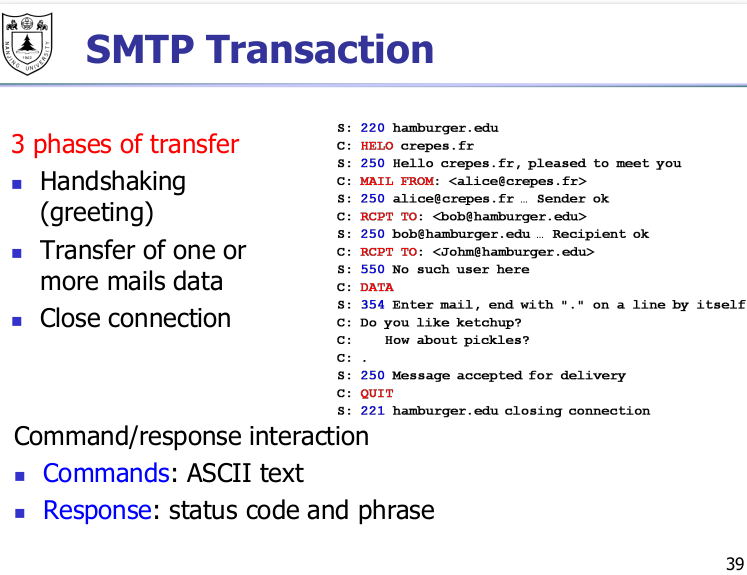 SMTP Transaction
3 phases of transfer
Handshaking
(greeting)
Transfer of one or
more mails data
Close connection
S: 220 hamburger.edu
C: HELO crepes.fr
S: 250 Hello crepes.fr, pleased to meet you
C: MAIL FROM: <alice@crepes.fr>
S: 250 alice@crepes.fr … Sender ok
C: RCPT TO: <bob@hamburger.edu>
S: 250 bob@hamburger.edu … Recipient ok
C: RCPT TO: <Johm@hamburger.edu>
S: 550 No such user here
C: DATA
S: 354 Enter mail, end with "." on a line by itself
C: Do you like ketchup?
C: How about pickles?
C: .
S: 250 Message accepted for delivery
C: QUIT
S: 221 hamburger.edu closing connection
Command/response interaction
Commands: ASCII text
Response: status code and phrase
39